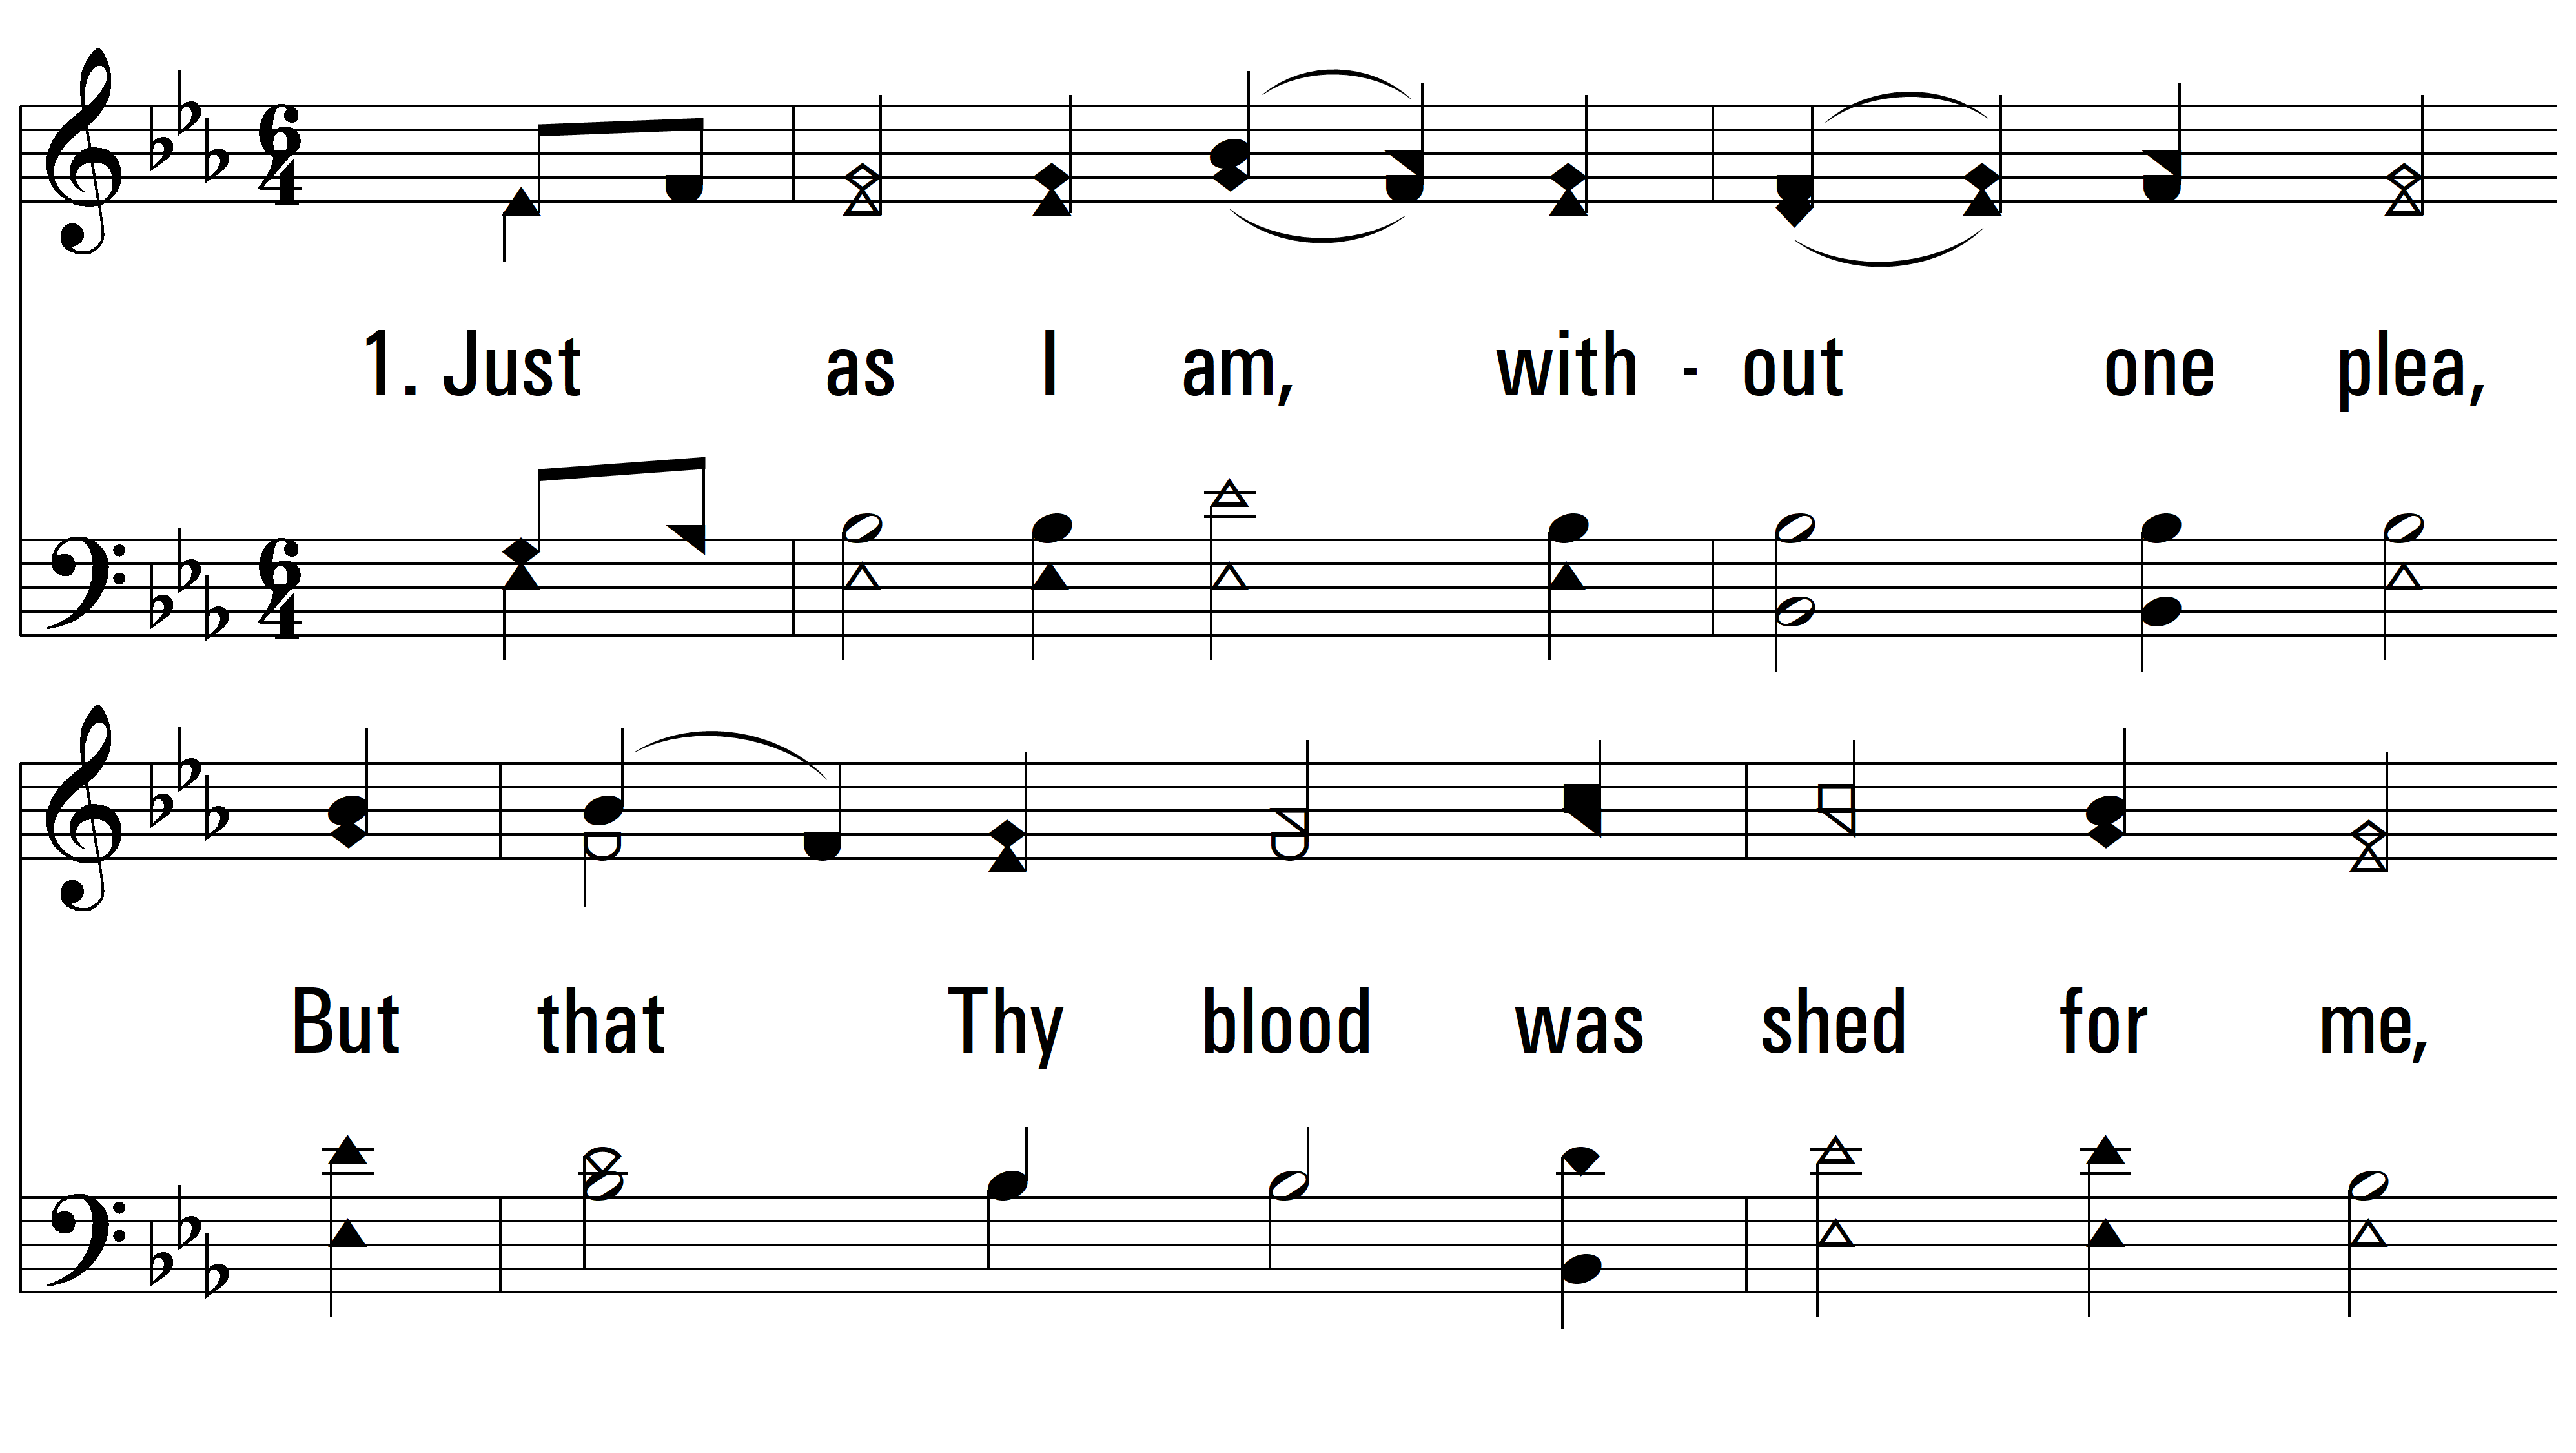 1. Just as I am, with - out one plea,
But that Thy blood was shed for me,